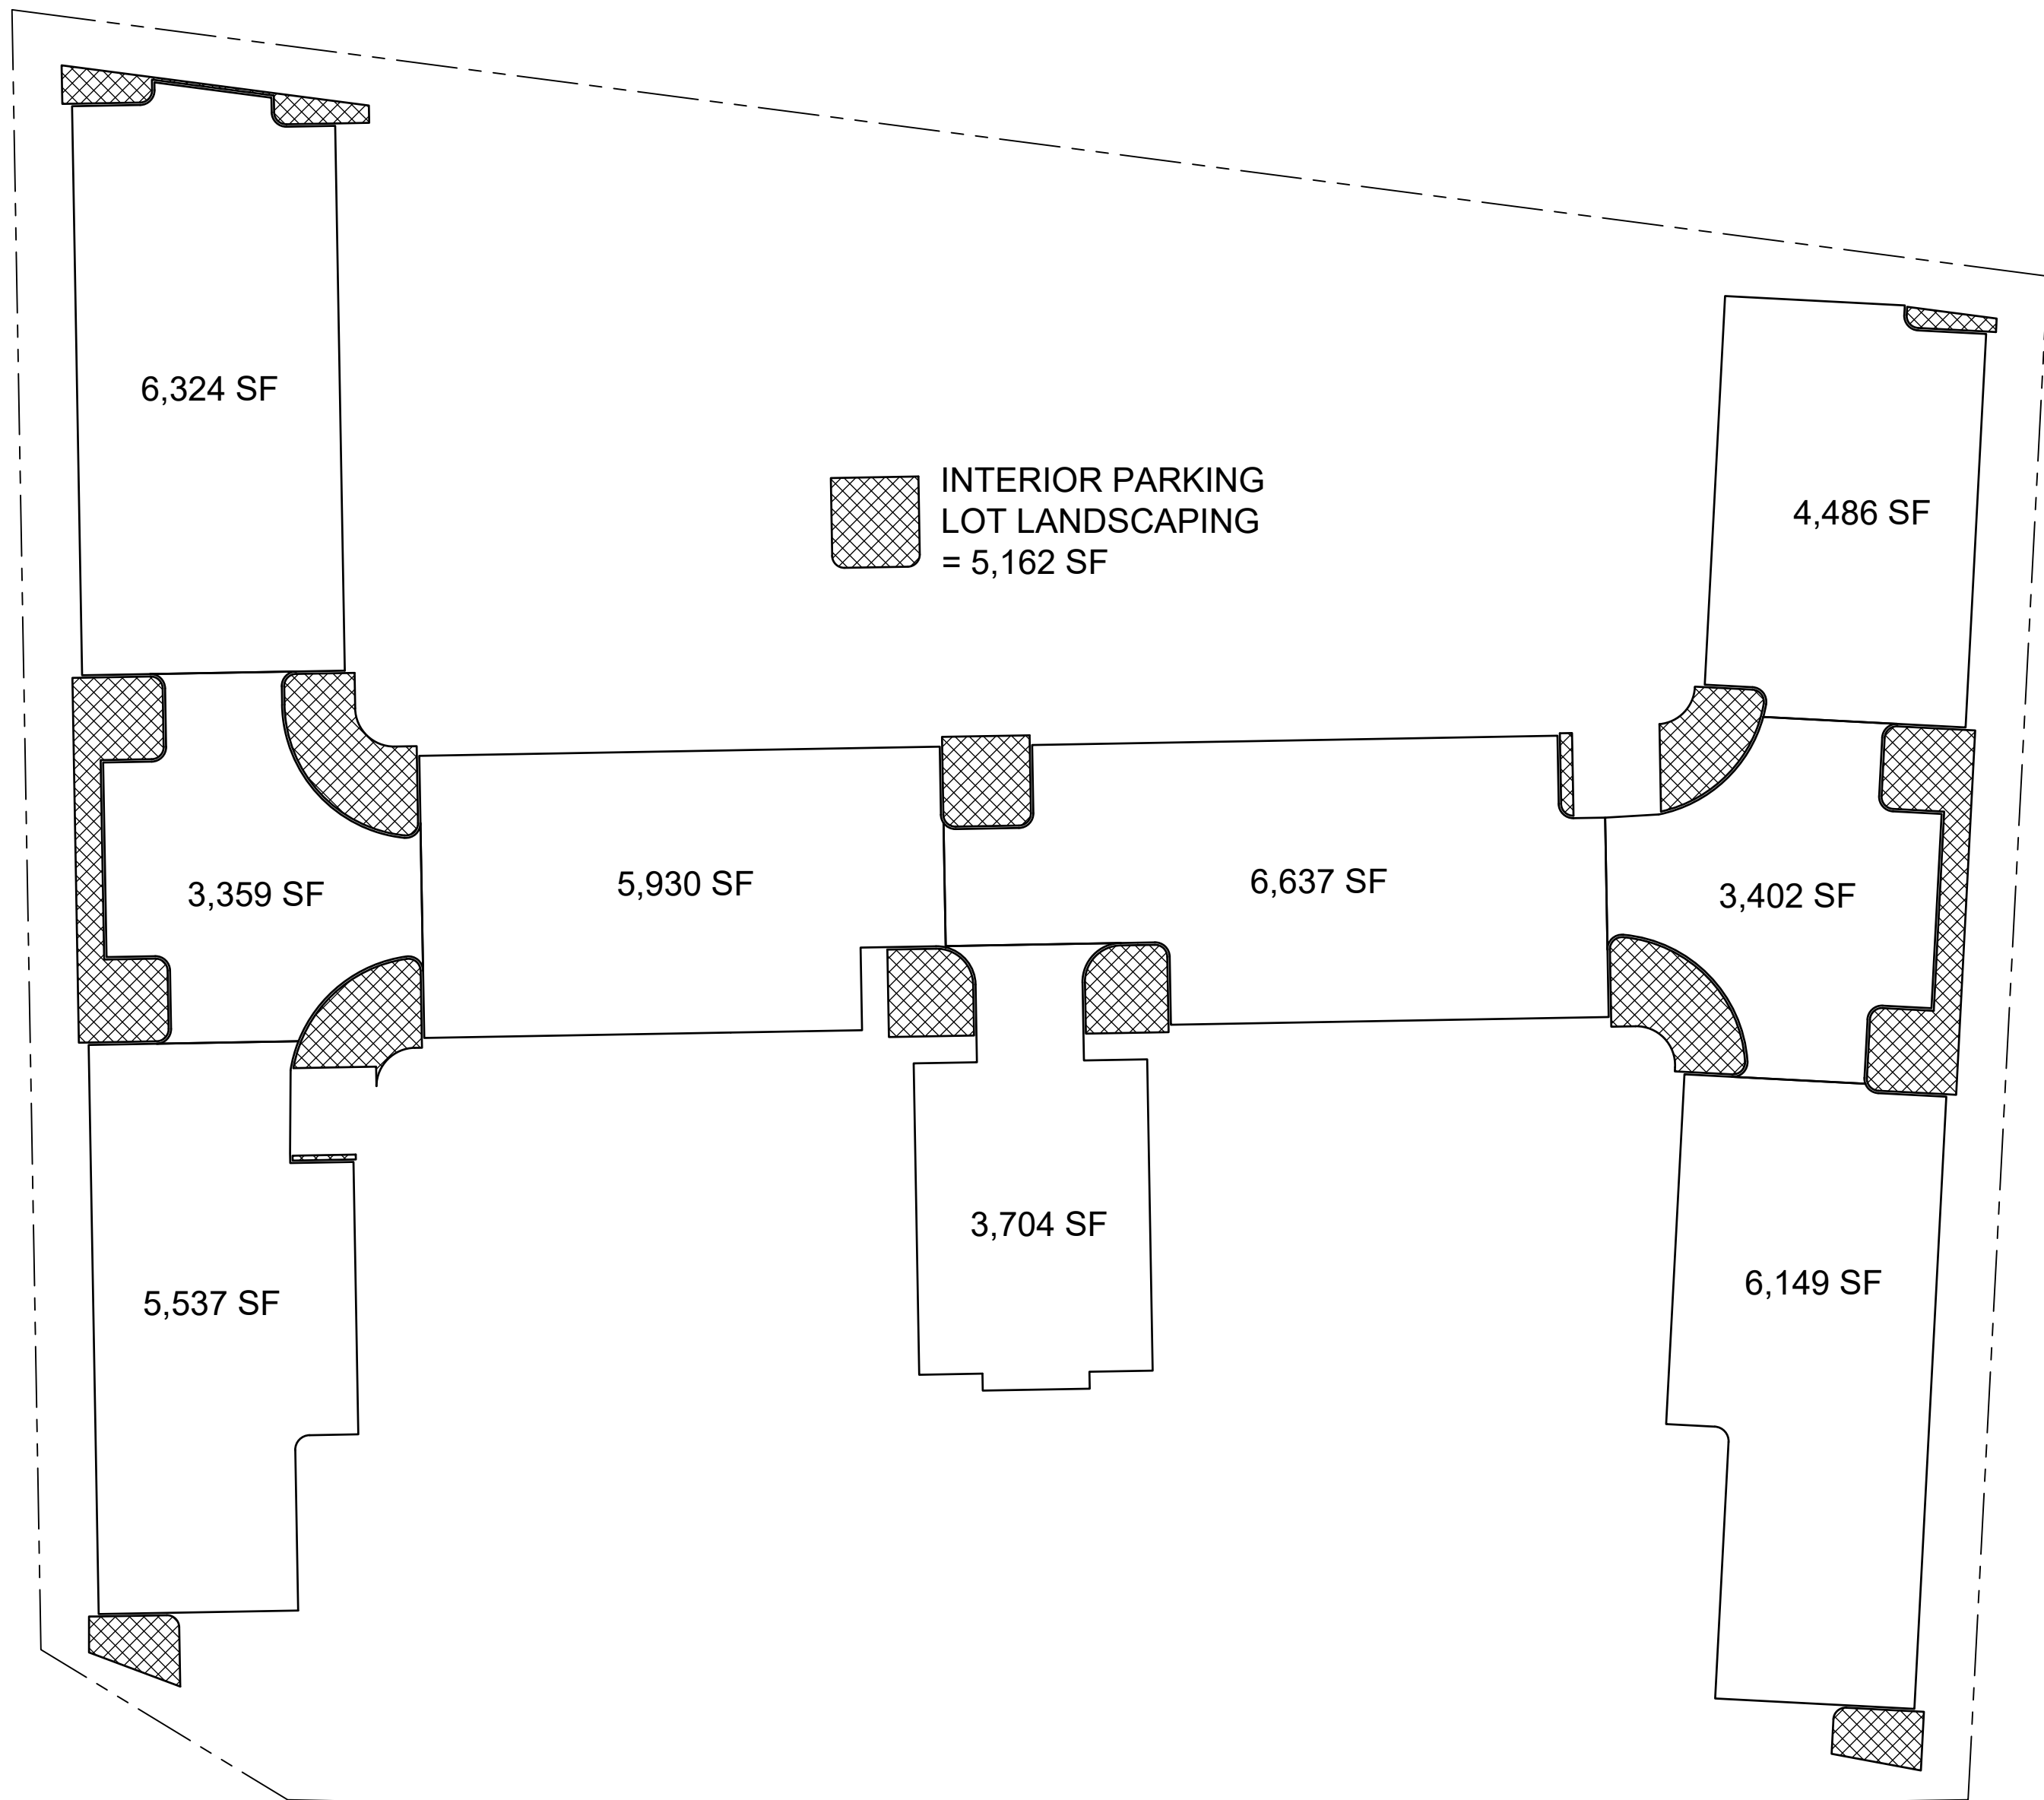 6,324 SF
INTERIOR PARKING
LOT LANDSCAPING
= 5,162 SF
4,486 SF
3,359 SF
5,930 SF
6,637 SF
3,402 SF
3,704 SF
5,537 SF
6,149 SF